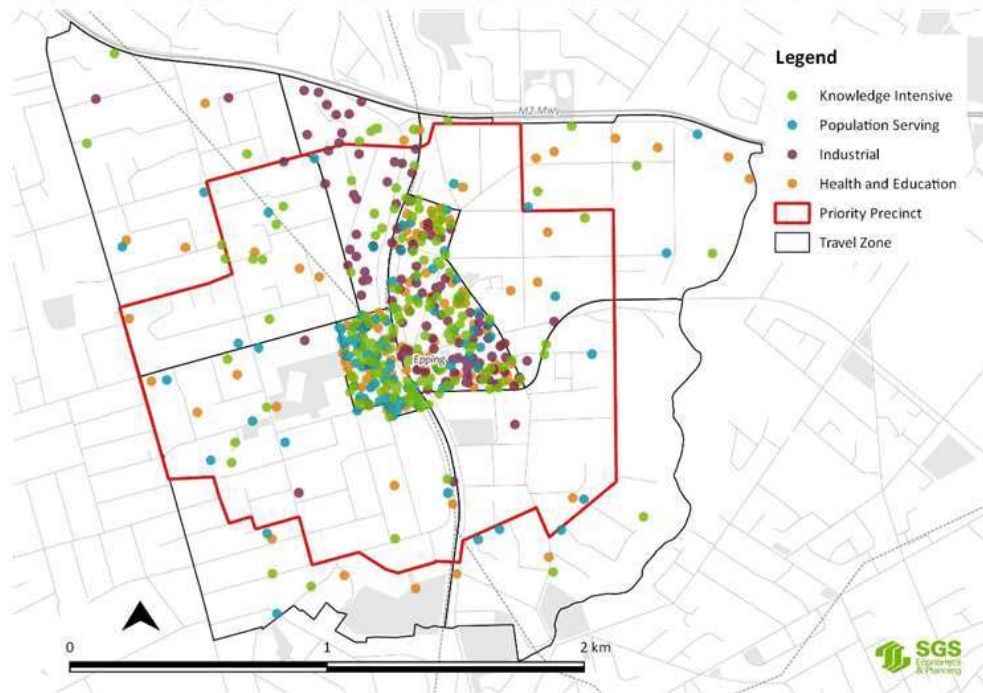 Legend
Knowledge Intensive
Population Serving
Industrial
Health and Education
Priority Precinct
Travel Zone
M2 Mwy
Epping
0
1
2 km
SGS
Economics
& Planning